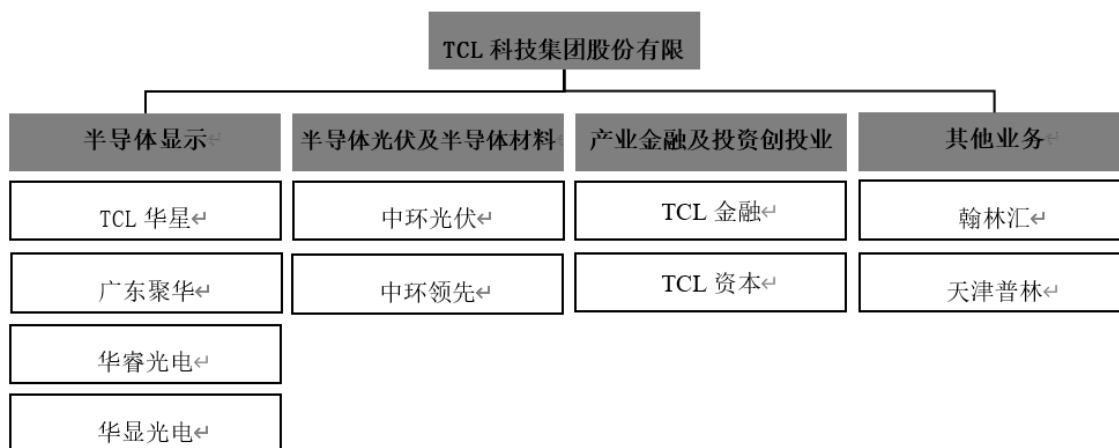 TCL 科技集团股份有限
半导体显示
半导体光伏及半导体材料
产业金融及投资创投业
其他业务
TCL 华星
中环光伏
TCL 金融
翰林汇
广东聚华
中环领先
TCL 资本
天津普林
华睿光电
华显光电